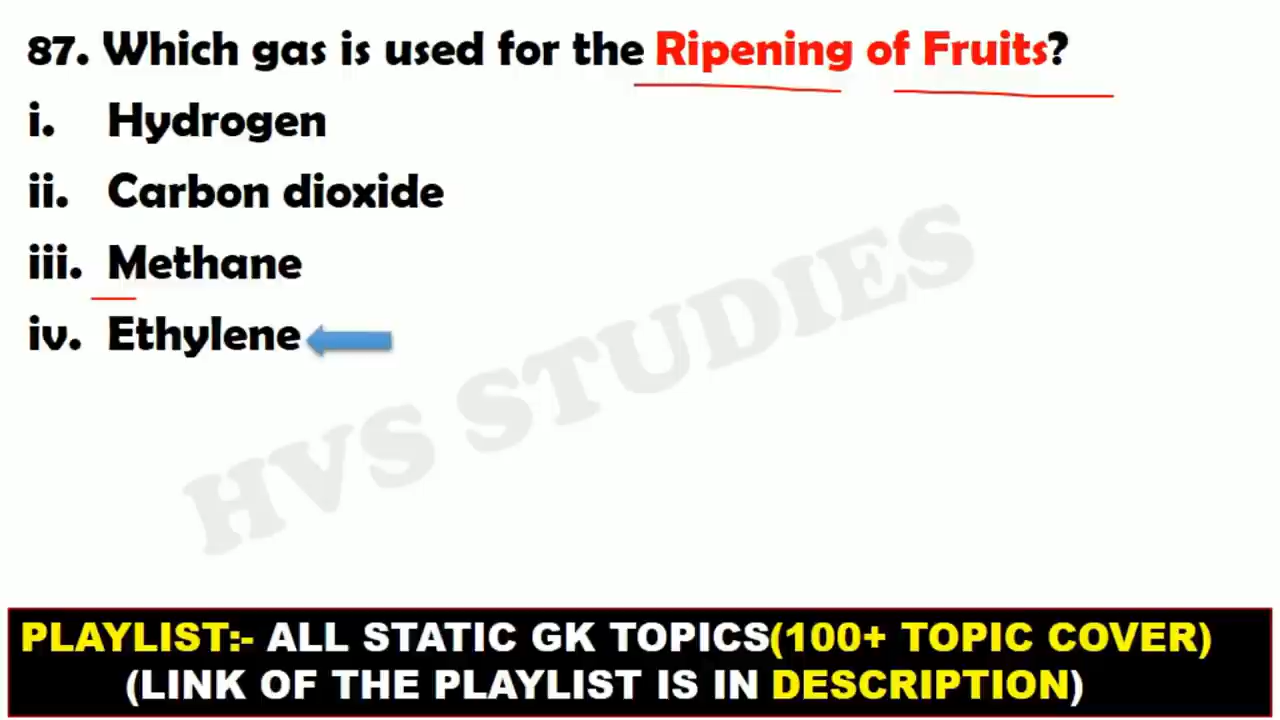 87. Which gas is used for the Ripening of Fruits?
i. Hydrogen
ii. Carbon dioxide
iii. Methane
iv. Ethylene
HVS STUDIES
PLAYLIST:- ALL STATIC GK TOPICS(100+ TOPIC COVER)
(LINK OF THE PLAYLIST IS IN DESCRIPTION)